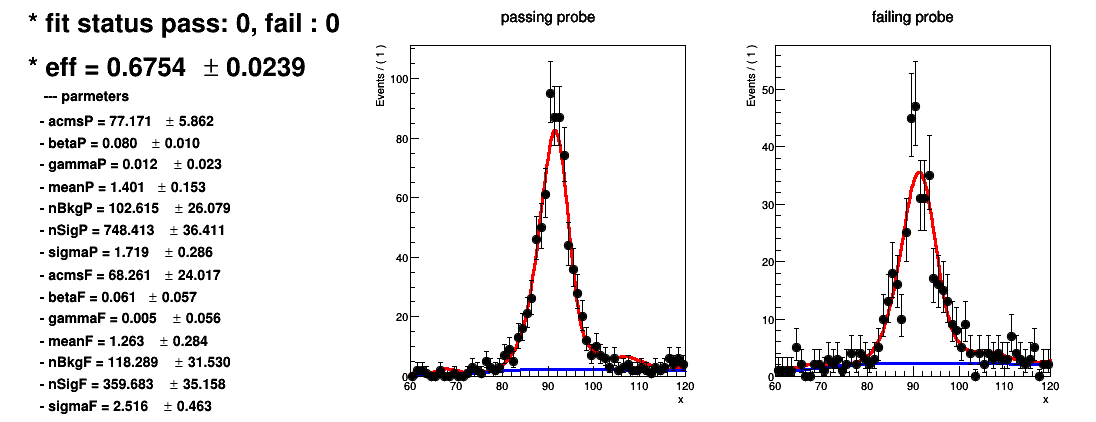 * fit status pass: 0, fail : 0
* eff = 0.6754 ± 0.0239
--- parmeters
- acmsP = 77.171 ± 5.862
- betaP = 0.080 ± 0.010
- gammaP = 0.012 ± 0.023
- meanP = 1.401 ± 0.153
- nBkgP = 102.615 ± 26.079
- nSigP = 748.413 ± 36.411
- sigmaP = 1.719 ± 0.286
- acmsF = 68.261 ± 24.017
- betaF = 0.061 ± 0.057
- gammaF = 0.005 ± 0.056
- meanF = 1.263 ± 0.284
- nBkgF = 118.289 ± 31.530
- nSigF = 359.683 ± 35.158
- sigmaF = 2.516 ± 0.463
passing probe
Events / ( 1 )
100
80
60
40
20
0
60 70 80 90 100 110 120
x
failing probe
Events / ( 1 )
50
40
30
20
10
0
60 70 80 90 100 110 120
x